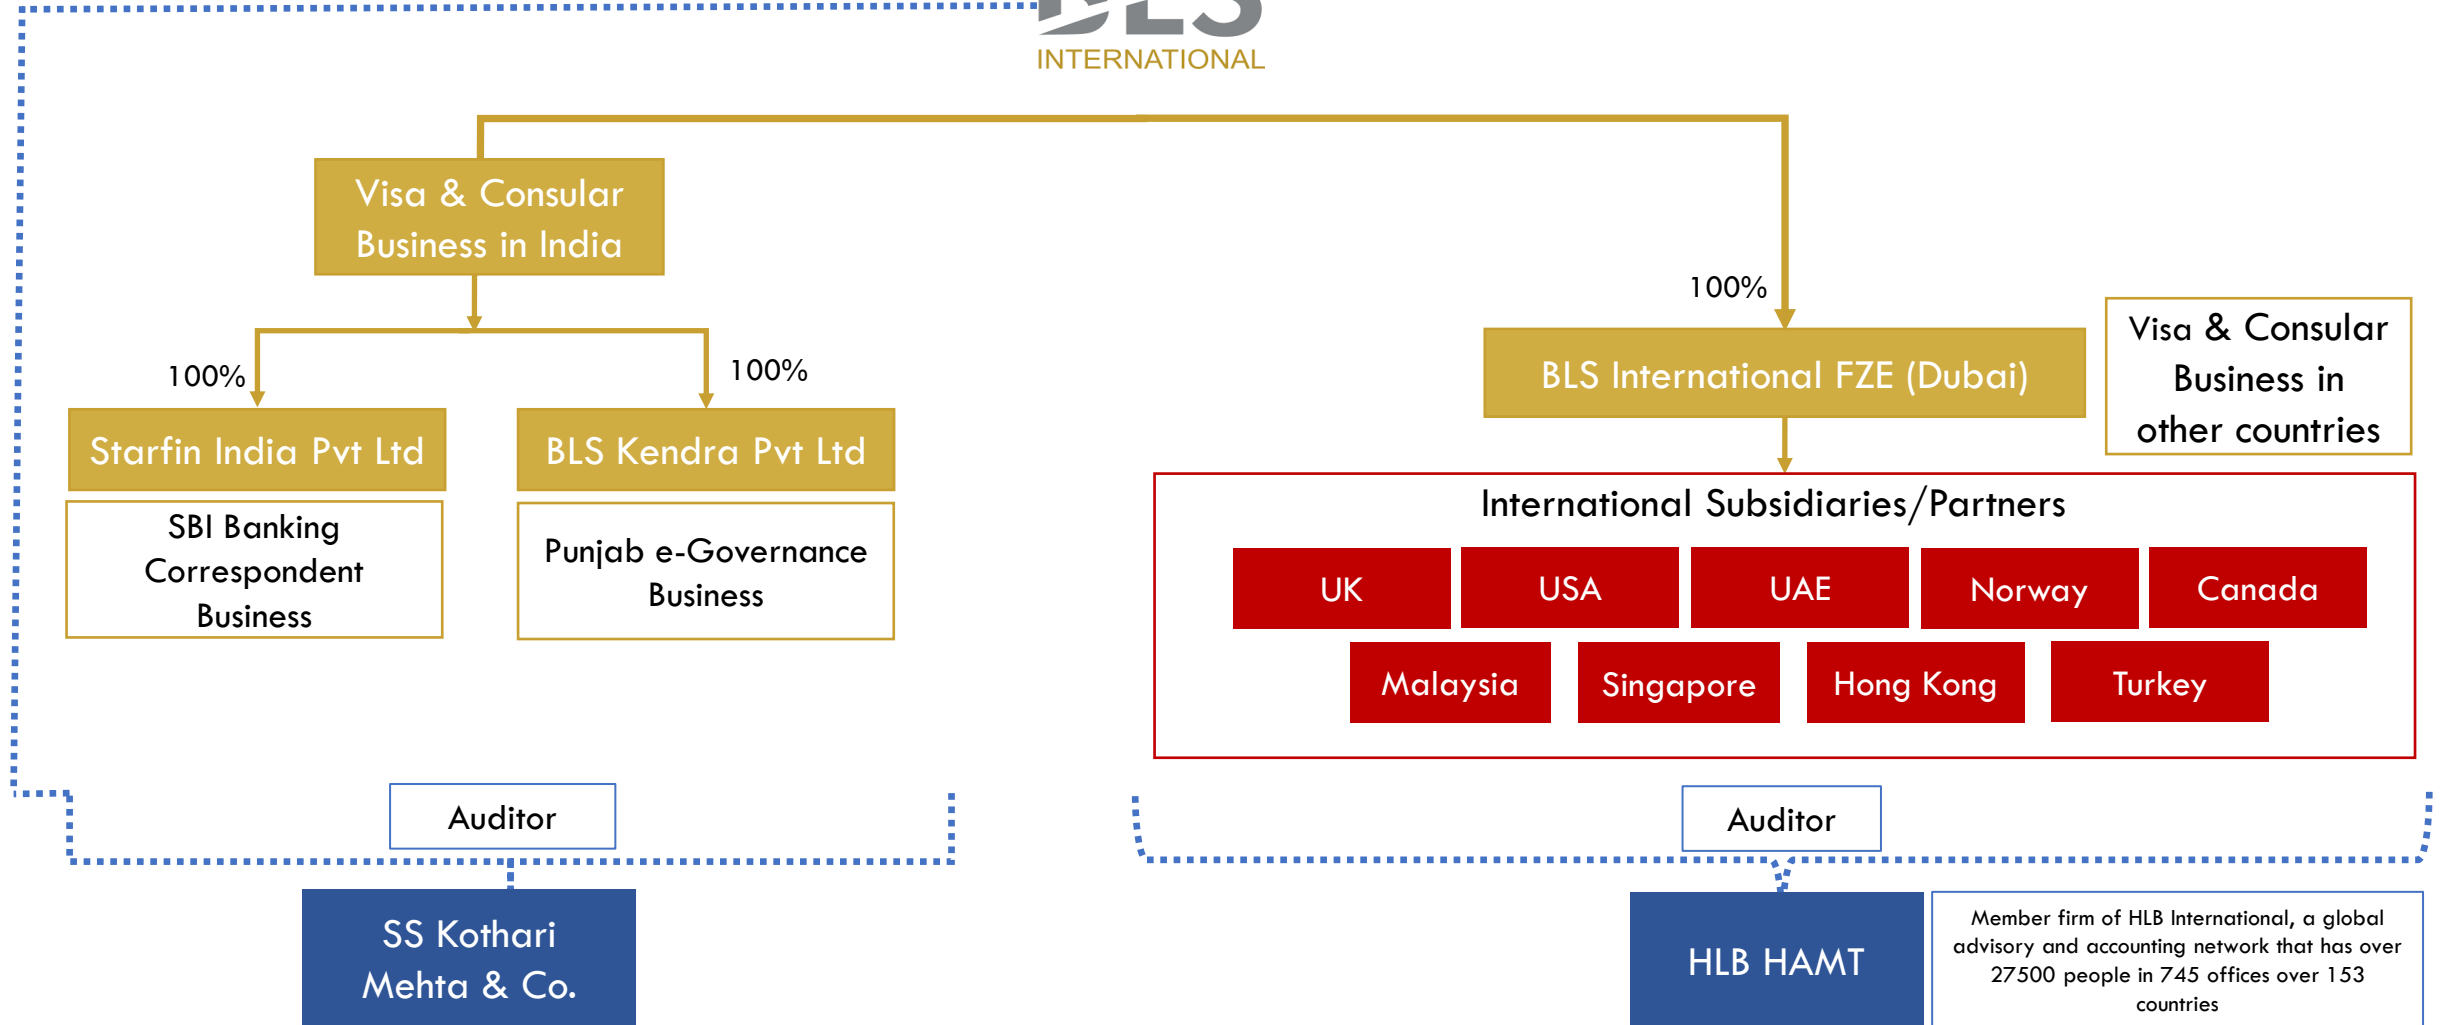 BLS
INTERNATIONAL
Visa & Consular
Business in India
100%
100%
Starfin India Pvt Ltd
BLS Kendra Pvt Ltd
SBI Banking
Correspondent
Business
Punjab e-Governance
Business
100%
BLS International FZE (Dubai)
Visa & Consular
Business in
other countries
International Subsidiaries/Partners
UK
USA
UAE
Norway
Canada
Malaysia
Singapore
Hong Kong
Turkey
Auditor
SS Kothari
Mehta & Co.
Auditor
HLB HAMT
Member firm of HLB International, a global
advisory and accounting network that has over
27500 people in 745 offices over 153
countries